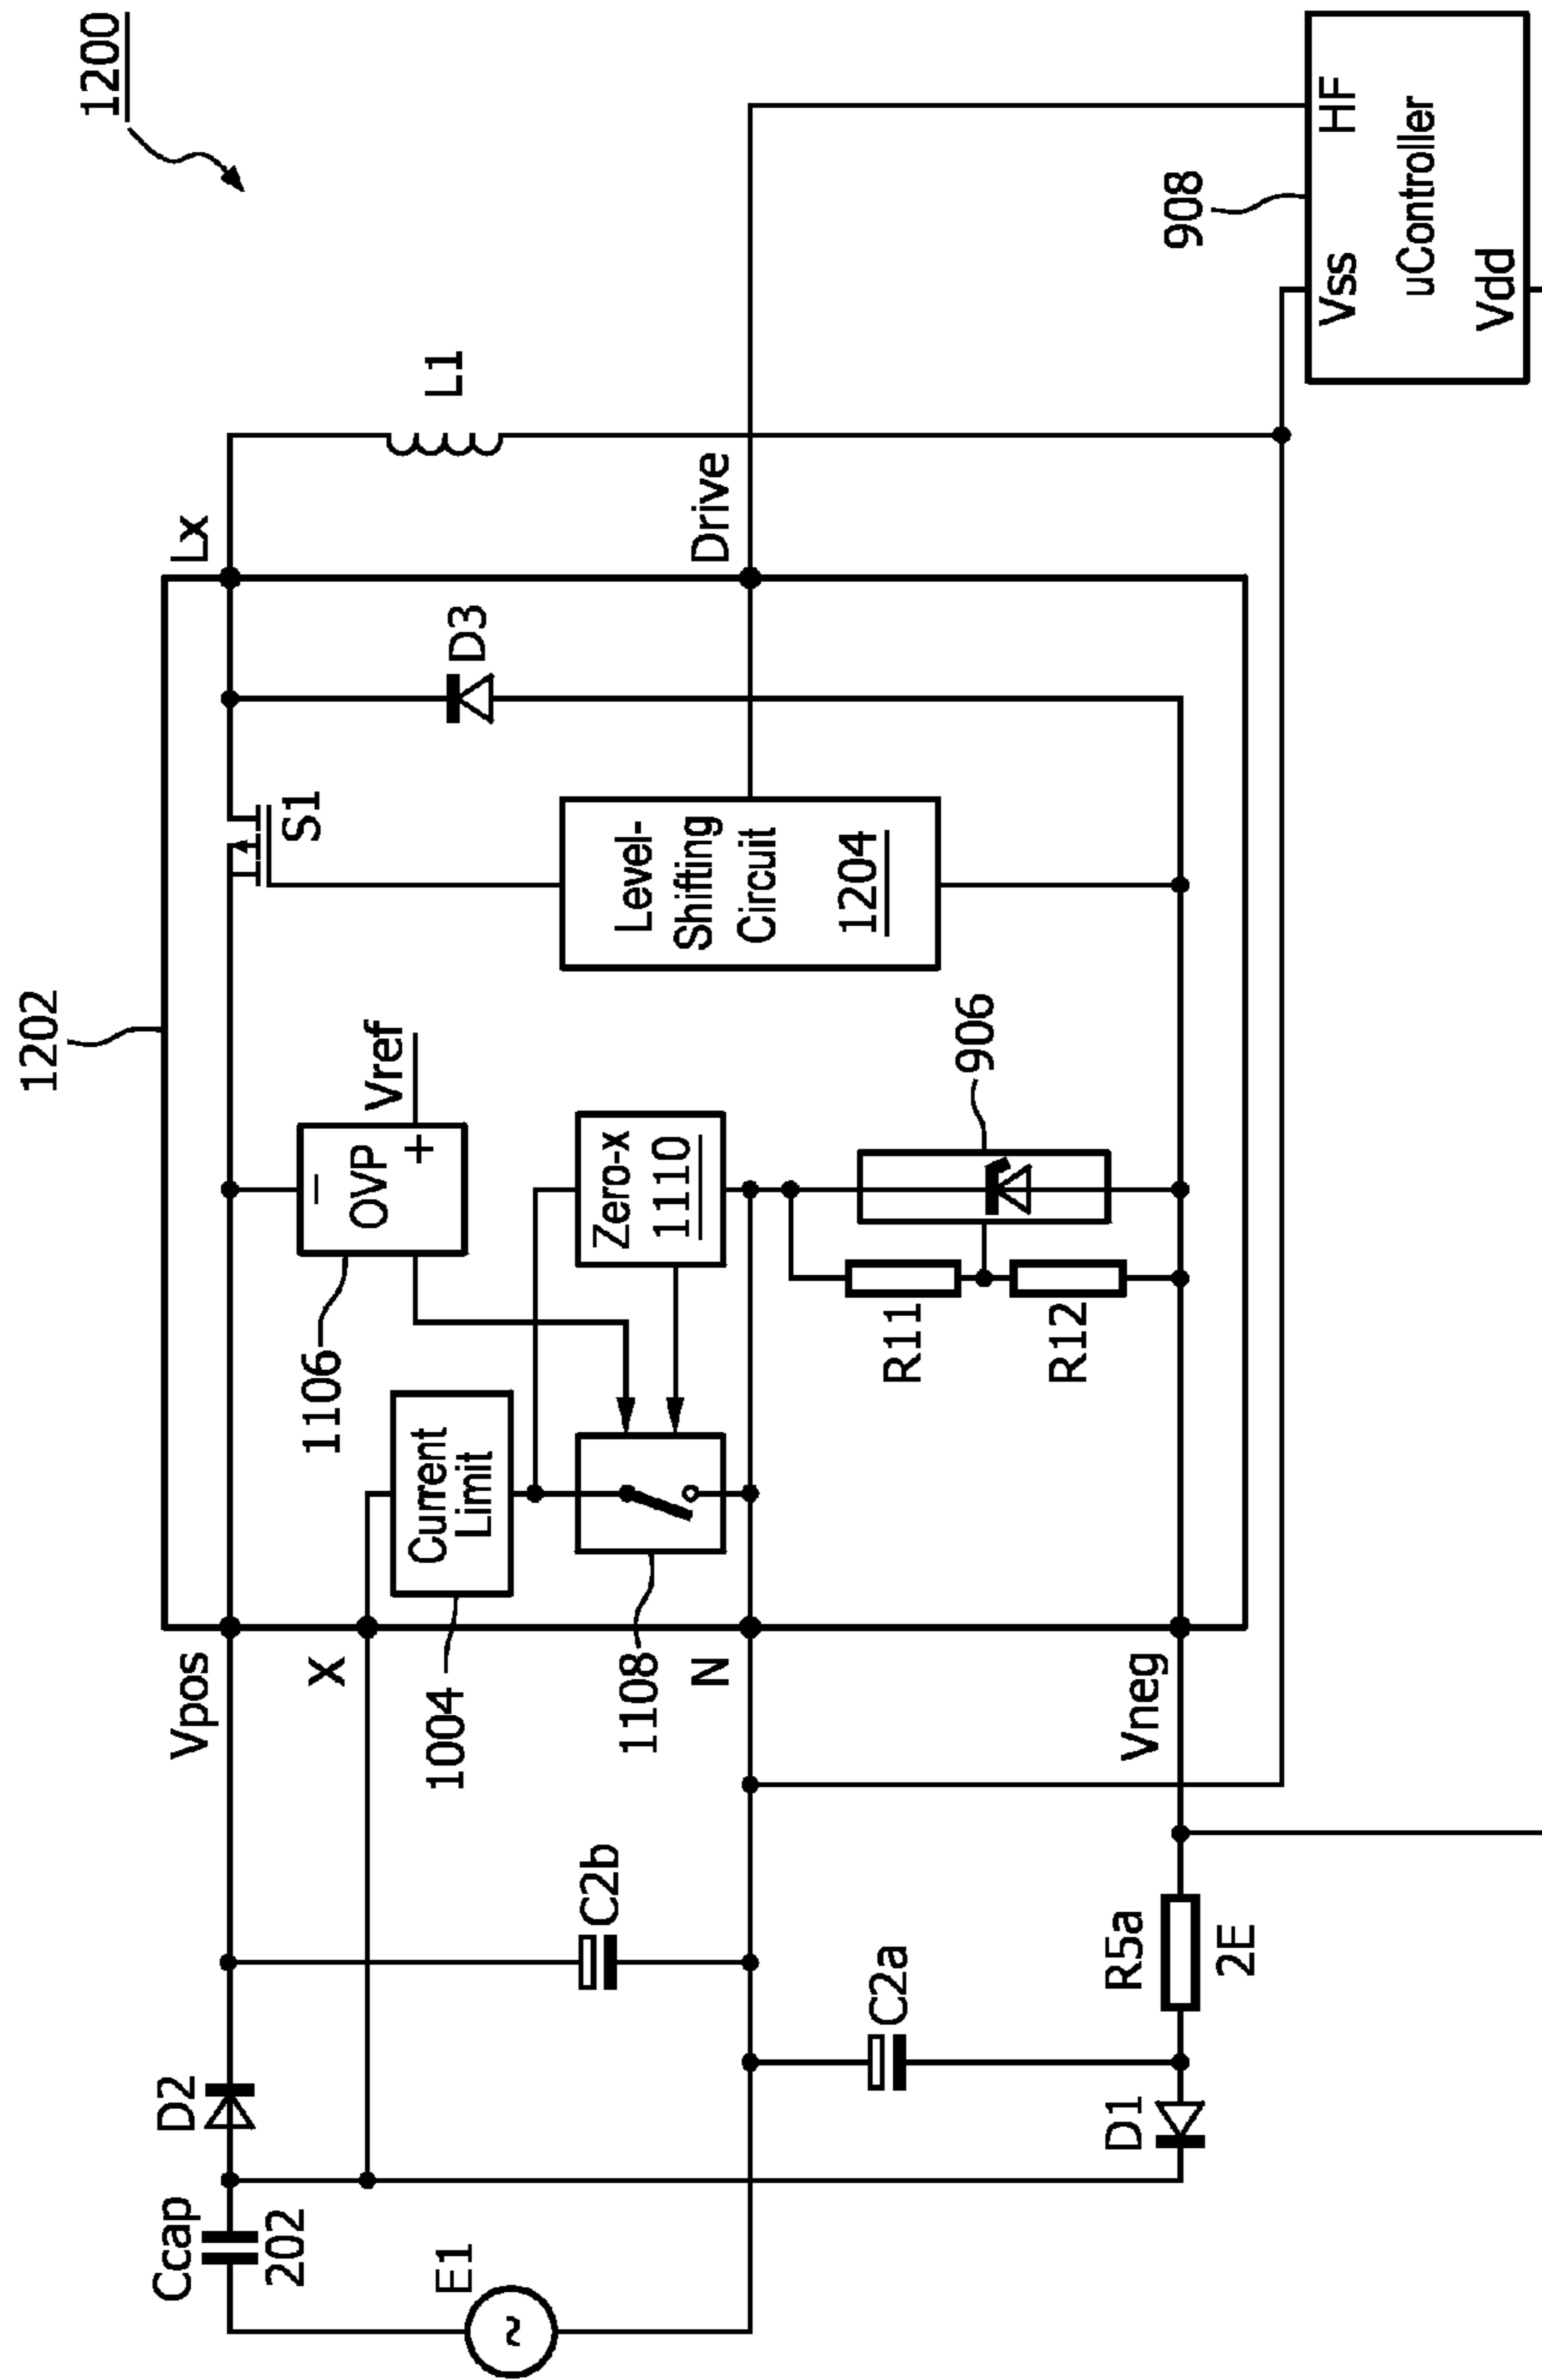 1200
1202
Lx
L1
S1
D3
Drive
Level-
Shifting
Circuit
1204
Vref
+
−
OVP
1106
Zero-x
1110
906
Current
Limit
1004
1108
R11
R12
Vpos
X
N
Vneg
C2b
C2a
R5a
2E
D2
D1
Ccap
202
E1
~
908
Vss
HF
uController
Vdd